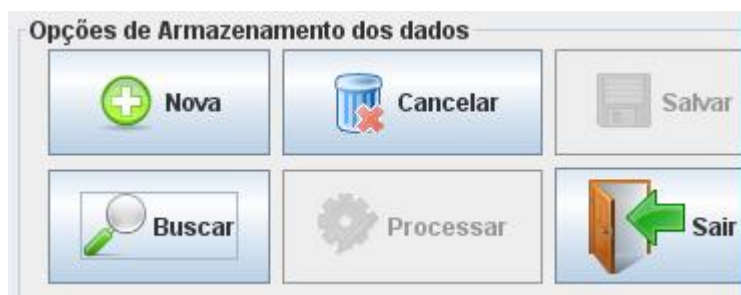 Opções de Armazenamento dos dados
Nova
Cancelar
Salvar
Buscar
Processar
Sair